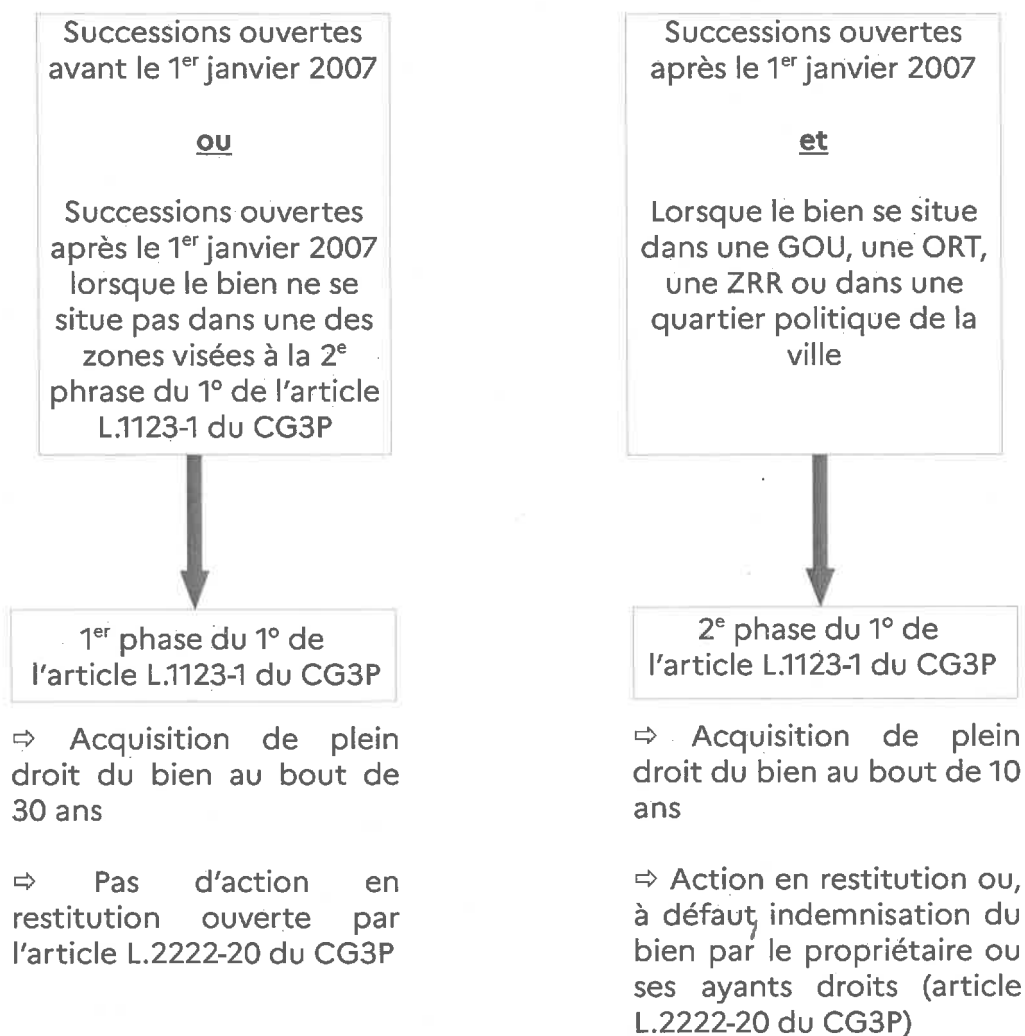 Successions ouvertes
avant le 1er janvier 2007
ou
Successions ouvertes
après le 1er janvier 2007
lorsque le bien ne se
situe pas dans une des
zones visées à la 2e
phrase du 1° de l'article
L.1123-1 du CG3P
1er phase du 1° de
l'article L.1123-1 du CG3P
⇨ Acquisition de plein
droit du bien au bout de
30 ans
⇨ Pas d'action en
restitution ouverte par
l'article L.2222-20 du CG3P
Successions ouvertes
après le 1er janvier 2007
et
Lorsque le bien se situe
dans une GOU, une ORT,
une ZRR ou dans une
quartier politique de la
ville
2e phase du 1° de
l'article L.1123-1 du CG3P
⇨ Acquisition de plein
droit du bien au bout de 10
ans
⇨ Action en restitution ou,
à défaut, indemnisation du
bien par le propriétaire ou
ses ayants droits (article
L.2222-20 du CG3P)